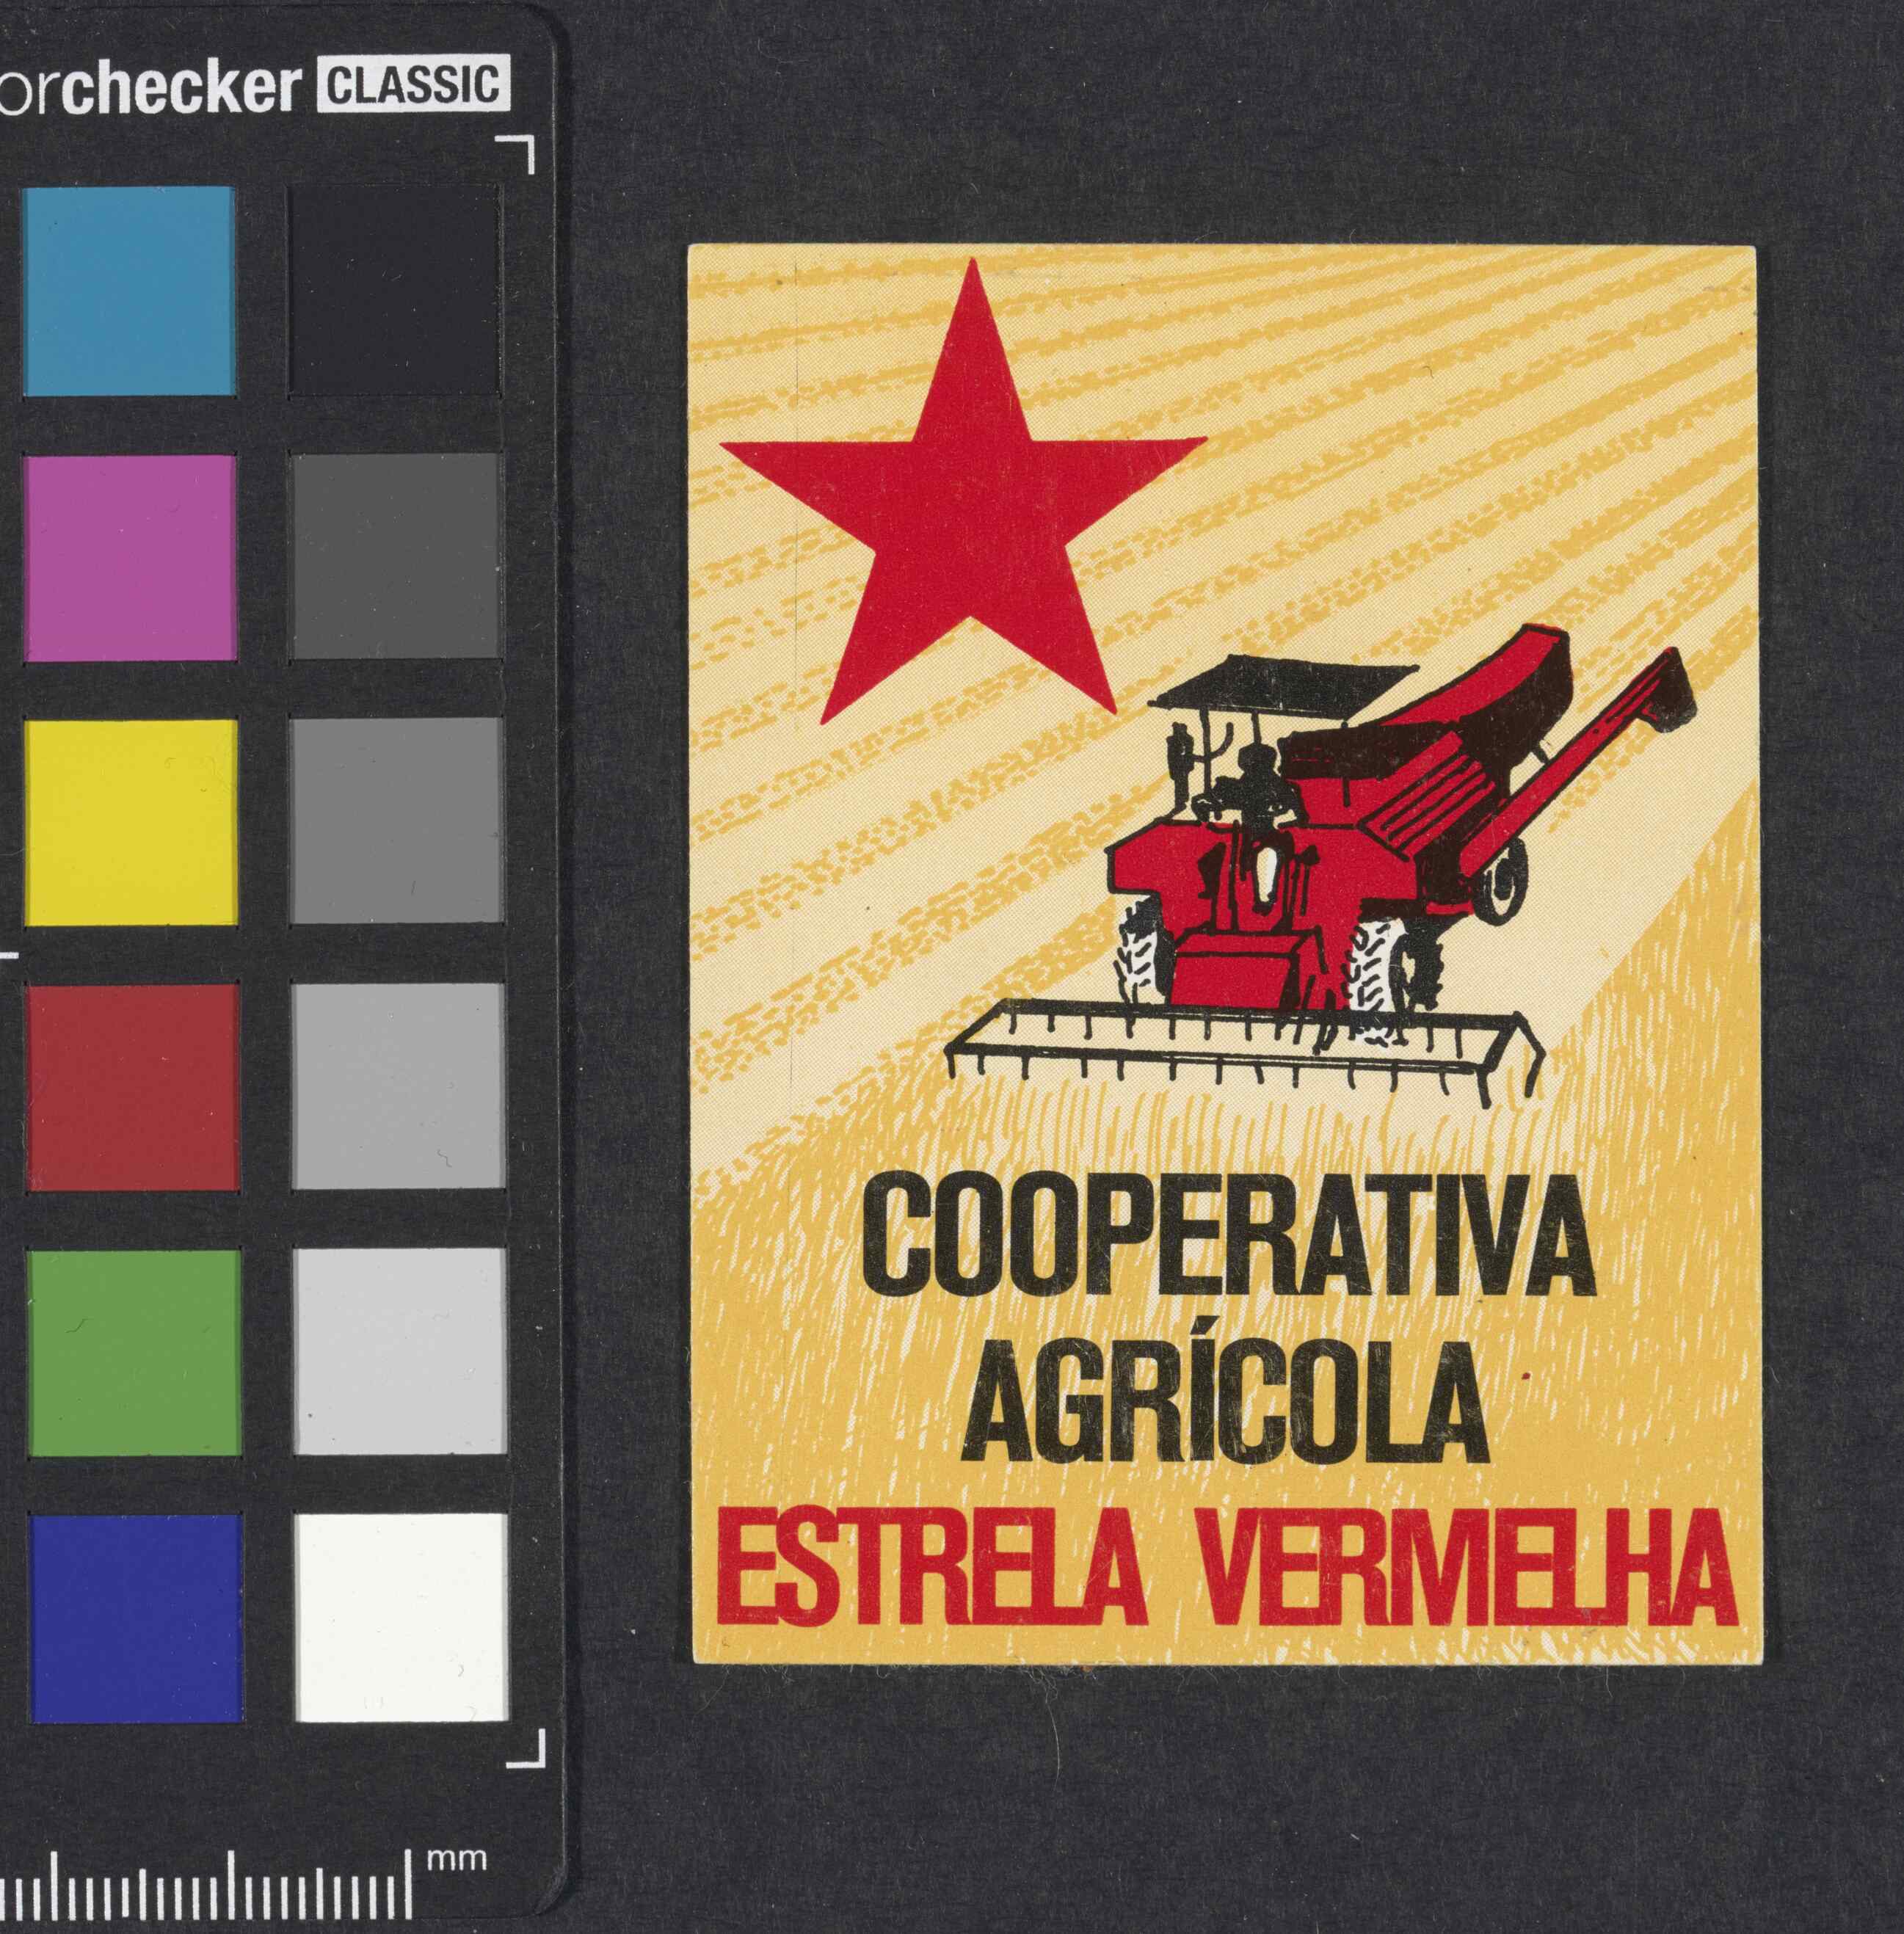 orchecker CLASSIC
COOPERATIVA
AGRÍCOLA
ESTRELA VERMELHA
mm